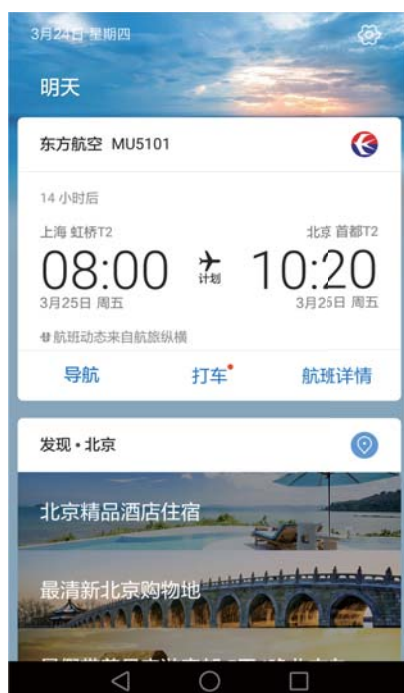 3月24日 星期四
明天
东方航空 MU5101
14 小时后
上海 虹桥T2
北京 首都T2
08:00
计划
10:20
3月25日 周五
3月25日 周五
航班动态来自航旅纵横
导航
打车
航班详情
发现•北京
北京精品酒店住宿
最清新北京购物地